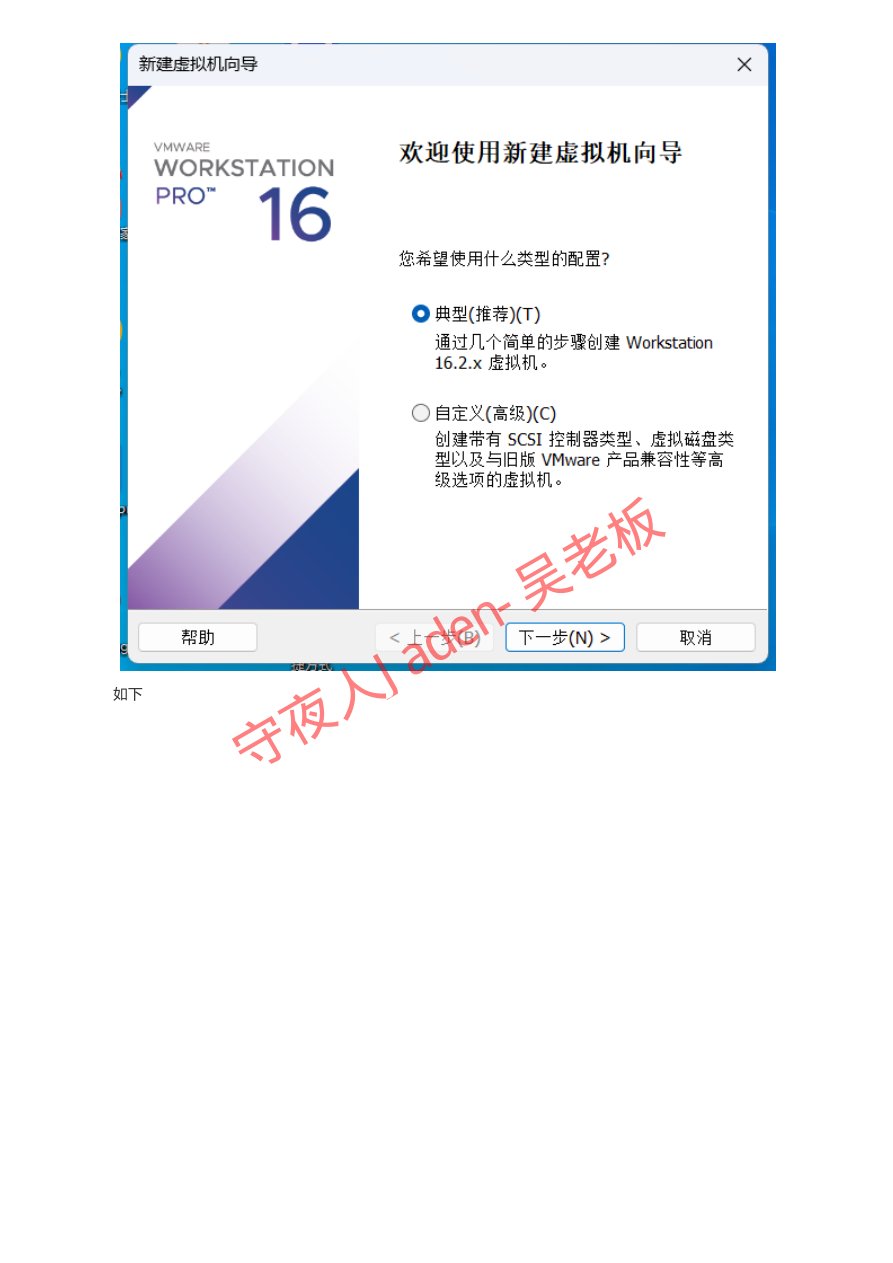 新建虚拟机向导
VMWARE
WORKSTATION
PRO™
16
欢迎使用新建虚拟机向导
您希望使用什么类型的配置?
典型(推荐)(T)
通过几个简单的步骤创建 Workstation
16.2.x 虚拟机。
自定义(高级)(C)
创建带有 SCSI 控制器类型、虚拟磁盘类
型以及与旧版 VMware 产品兼容性等高
级选项的虚拟机。
帮助
< 上一步(B)
下一步(N) >
取消
守夜人J aden- 吴老板
如下